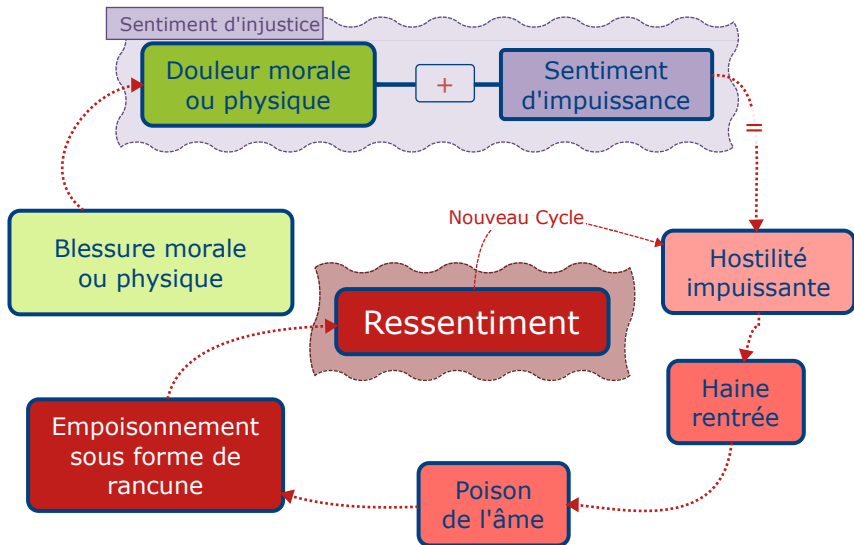 Sentiment d'injustice
Douleur morale
ou physique
+
Sentiment
d'impuissance
=
Blessure morale
ou physique
Nouveau Cycle
Hostilité
impuissante
Ressentiment
Haine
rentrée
Empoisonnement
sous forme de
rancune
Poison
de l'âme